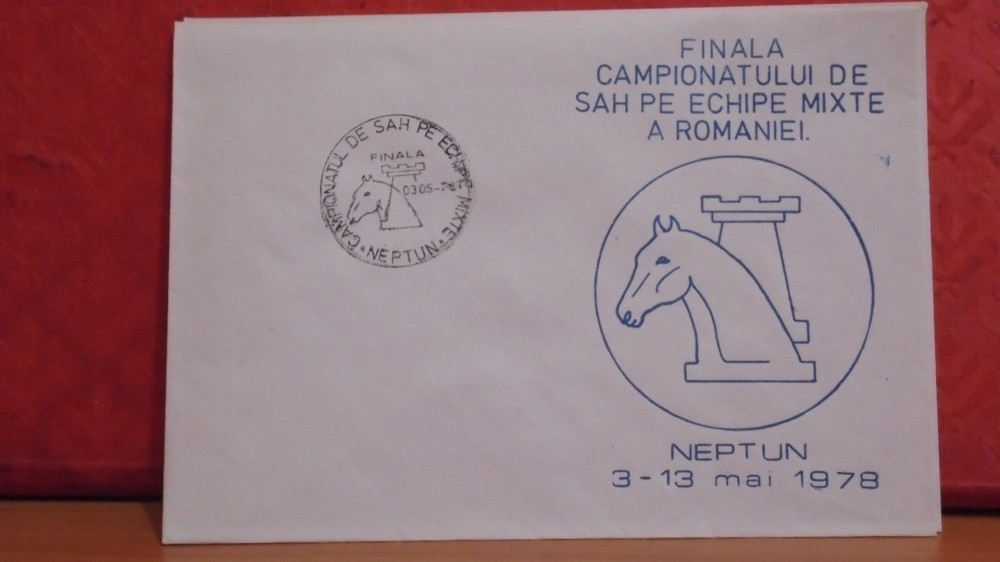 FINALA
CAMPIONATULUI DE
SAH PE ECHIPE MIXTE
A ROMANIEI.
CAMPIONATUL DE SAH PE ECHIPE MIXTE
FINALA
03 05-78
• NEPTUN •
NEPTUN
3-13 mai 1978